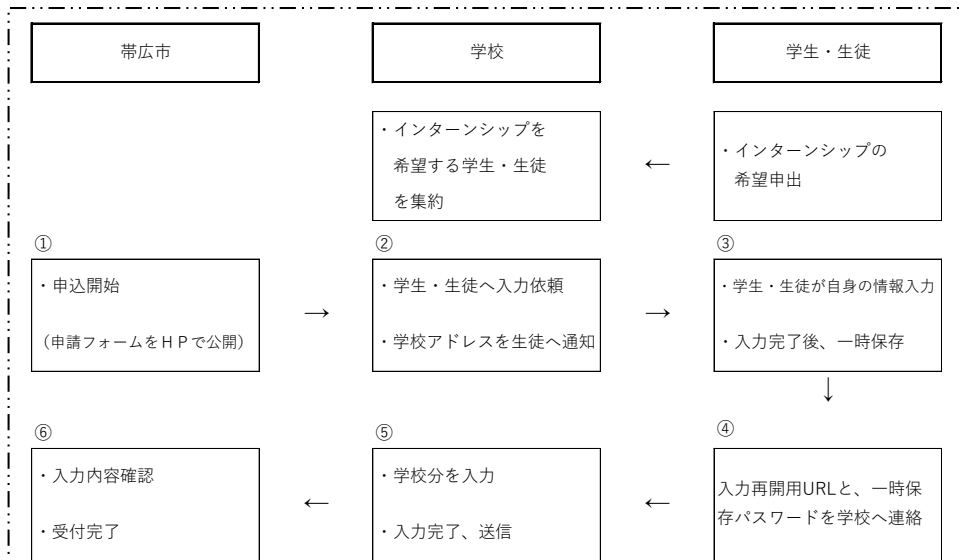 帯広市
学校
学生・生徒
・インターンシップを
希望する学生・生徒
を集約
←
・インターンシップの
希望申出
①
・申込開始
（申請フォームをＨＰで公開）
→
②
・学生・生徒へ入力依頼
・学校アドレスを生徒へ通知
→
③
・学生・生徒が自身の情報入力
・入力完了後、一時保存
↓
⑥
・入力内容確認
・受付完了
←
⑤
・学校分を入力
・入力完了、送信
←
④
入力再開用URLと、一時保
存パスワードを学校へ連絡